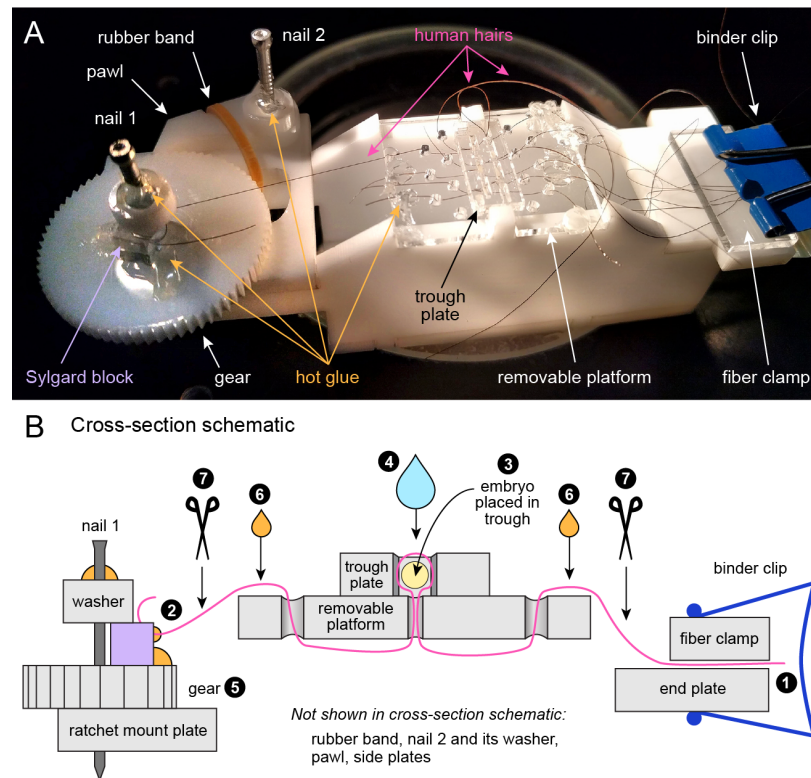 A
rubber band
nail 2
human hairs
binder clip
pawl
nail 1
trough
plate
Sylgard block
gear
hot glue
removable platform
fiber clamp
B Cross-section schematic
7
4
3
7
6
embryo
placed in
trough
6
nail 1
trough
plate
binder clip
washer
2
removable
platform
fiber clamp
gear 5
end plate
1
ratchet mount plate
Not shown in cross-section schematic:
rubber band, nail 2 and its washer,
pawl, side plates